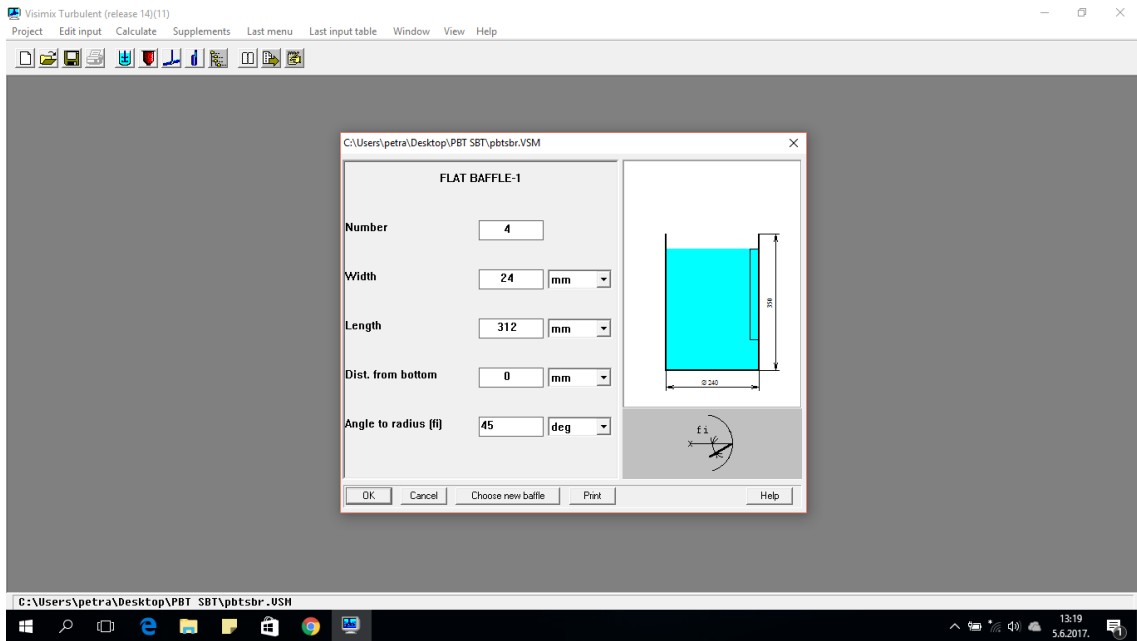 Visimix Turbulent (release 14)(11)
Project Edit input Calculate Supplements Last menu Last input table Window View Help
C:\Users\petra\Desktop\PBT SBT\pbtsbr.VSM
FLAT BAFFLE-1
Number 4
Width 24 mm
Length 312 mm
Dist. from bottom 0 mm
Angle to radius (fi) 45 deg
350
Ø 240
fi
x
OK Cancel Choose new baffle Print Help
C:\Users\petra\Desktop\PBT SBT\pbtsbr.VSM
13:19
5.6.2017.
1